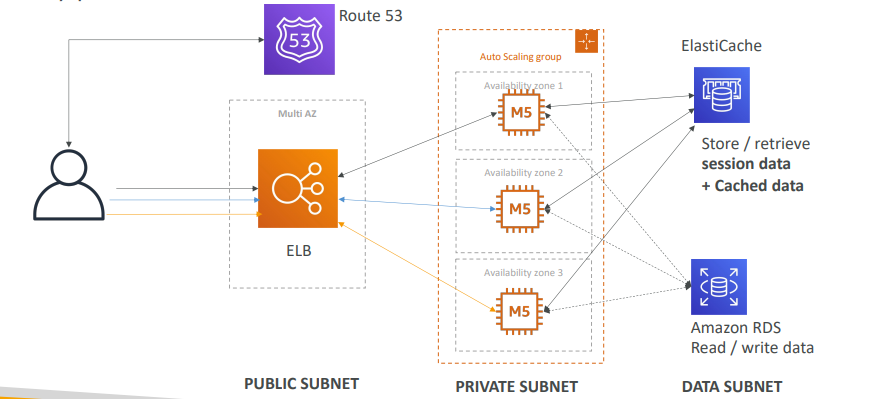 Route 53
53
ElastiCache
Auto Scaling group
Availability zone 1
M5
Multi AZ
Store / retrieve
session data
+ Cached data
Availability zone 2
M5
ELB
Availability zone 3
M5
Amazon RDS
Read / write data
PUBLIC SUBNET
PRIVATE SUBNET
DATA SUBNET